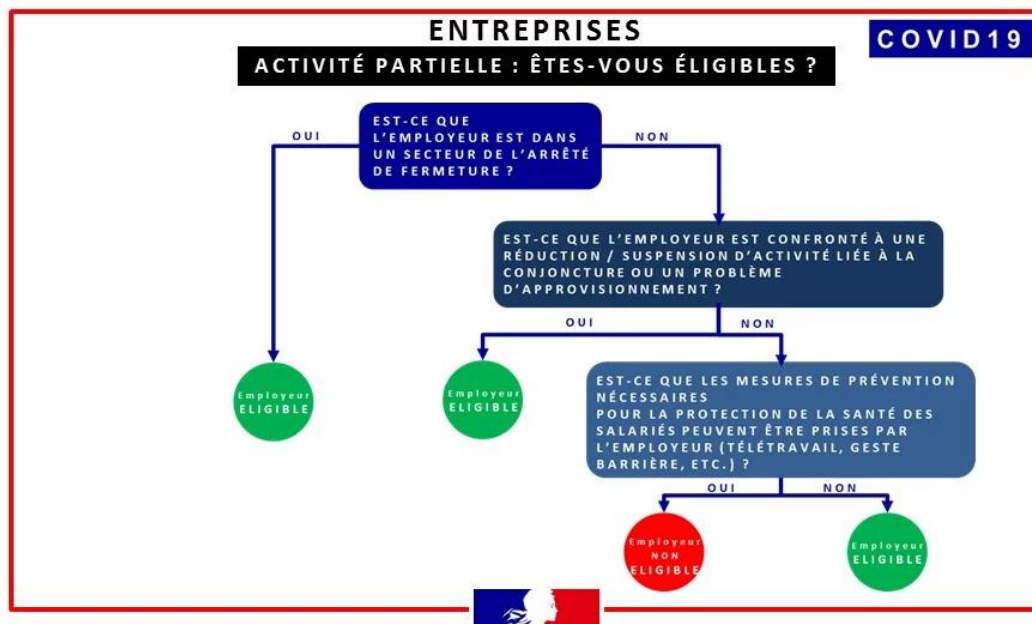 ENTREPRISES
COVID19
ACTIVITÉ PARTIELLE : ÊTES-VOUS ÉLIGIBLES ?
EST-CE QUE
L'EMPLOYEUR EST DANS
UN SECTEUR DE L'ARRÊTÉ
DE FERMETURE ?
OUI
NON
EST-CE QUE L'EMPLOYEUR EST CONFRONTÉ À UNE
RÉDUCTION / SUSPENSION D'ACTIVITÉ LIÉE À LA
CONJONCTURE OU UN PROBLÈME
D'APPROVISIONNEMENT ?
OUI
NON
Employeur
ELIGIBLE
Employeur
ELIGIBLE
EST-CE QUE LES MESURES DE PRÉVENTION
NÉCESSAIRES
POUR LA PROTECTION DE LA SANTÉ DES
SALARIÉS PEUVENT ÊTRE PRISES PAR
L'EMPLOYEUR (TÉLÉTRAVAIL, GESTE
BARRIÈRE, ETC.) ?
OUI
NON
Employeur
NON
ELIGIBLE
Employeur
ELIGIBLE